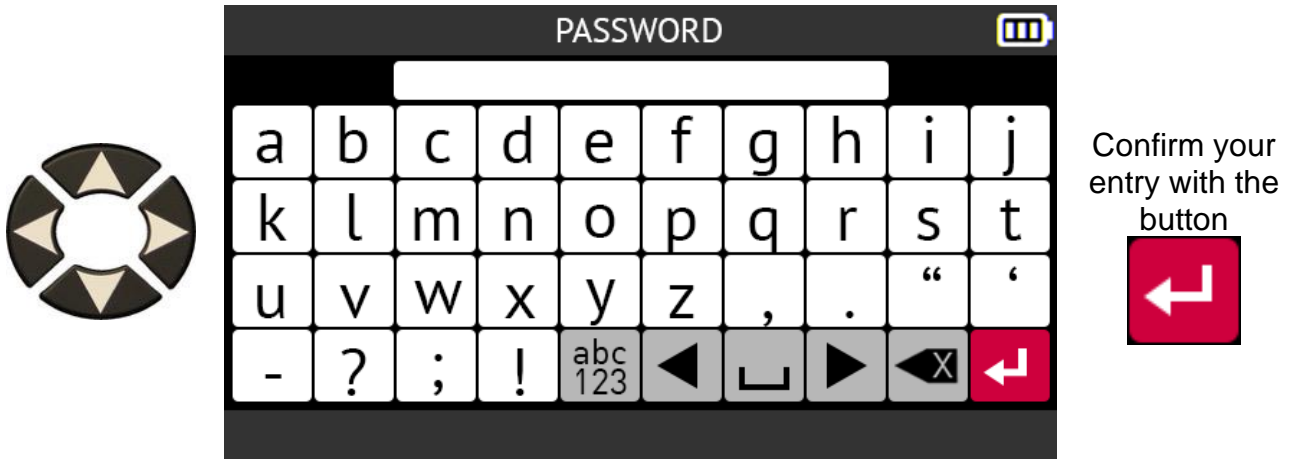 PASSWORD
a b c d e f g h i j
k l m n o p q r s t
u v w x y z , . “ ‘
- ? ; ! abc 123 X
Confirm your
entry with the
button